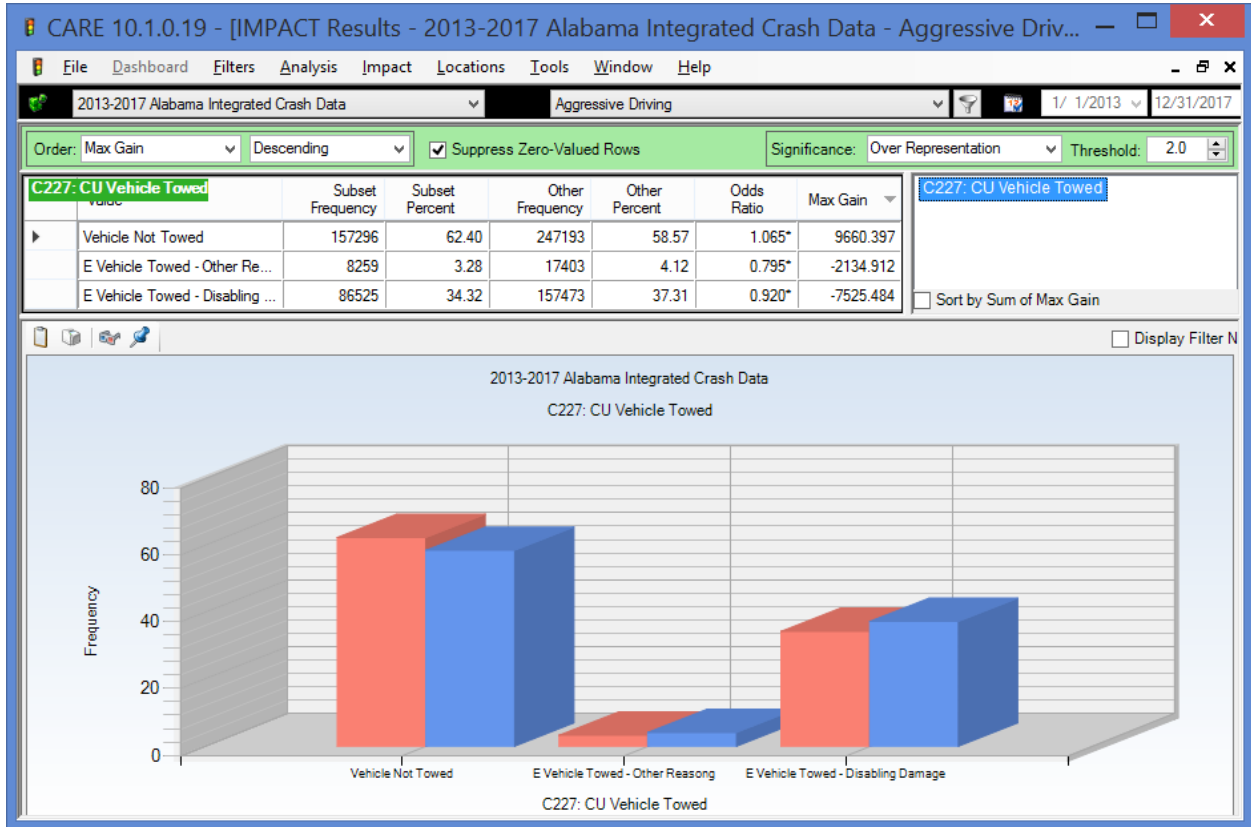 CARE 10.1.0.19 - [IMPACT Results - 2013-2017 Alabama Integrated Crash Data - Aggressive Driv...
File Dashboard Filters Analysis Impact Locations Tools Window Help
2013-2017 Alabama Integrated Crash Data Aggressive Driving 1/ 1/2013 12/31/2017
Order: Max Gain Descending Suppress Zero-Valued Rows Significance: Over Representation Threshold: 2.0
C227: CU Vehicle Towed Subset Frequency Subset Percent Other Frequency Other Percent Odds Ratio Max Gain C227: CU Vehicle Towed
Vehicle Not Towed 157296 62.40 247193 58.57 1.065* 9660.397
E Vehicle Towed - Other Re... 8259 3.28 17403 4.12 0.795* -2134.912
E Vehicle Towed - Disabling ... 86525 34.32 157473 37.31 0.920* -7525.484 Sort by Sum of Max Gain
Display Filter N
2013-2017 Alabama Integrated Crash Data
C227: CU Vehicle Towed
80
60
40
20
0
Frequency
Vehicle Not Towed E Vehicle Towed - Other Reasong E Vehicle Towed - Disabling Damage
C227: CU Vehicle Towed